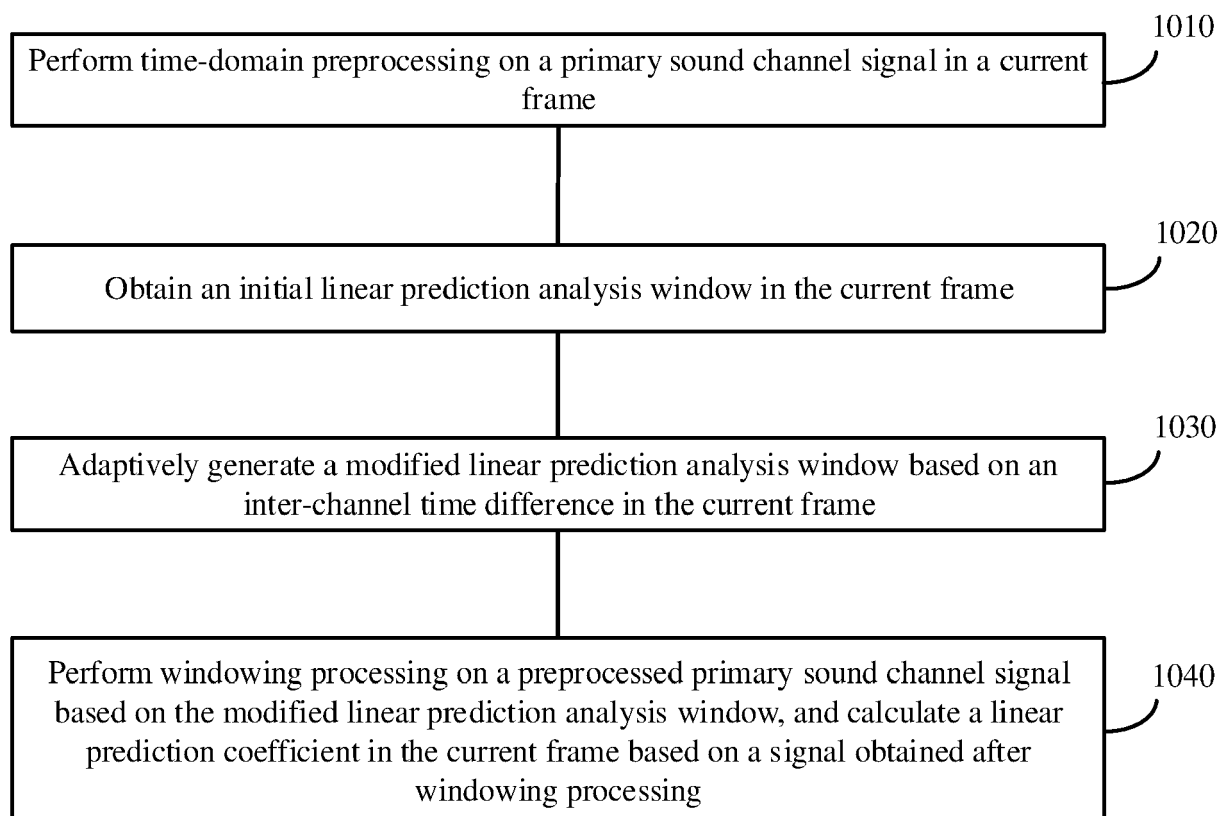 1010
Perform time-domain preprocessing on a primary sound channel signal in a current
frame
1020
Obtain an initial linear prediction analysis window in the current frame
1030
Adaptively generate a modified linear prediction analysis window based on an
inter-channel time difference in the current frame
1040
Perform windowing processing on a preprocessed primary sound channel signal
based on the modified linear prediction analysis window, and calculate a linear
prediction coefficient in the current frame based on a signal obtained after
windowing processing